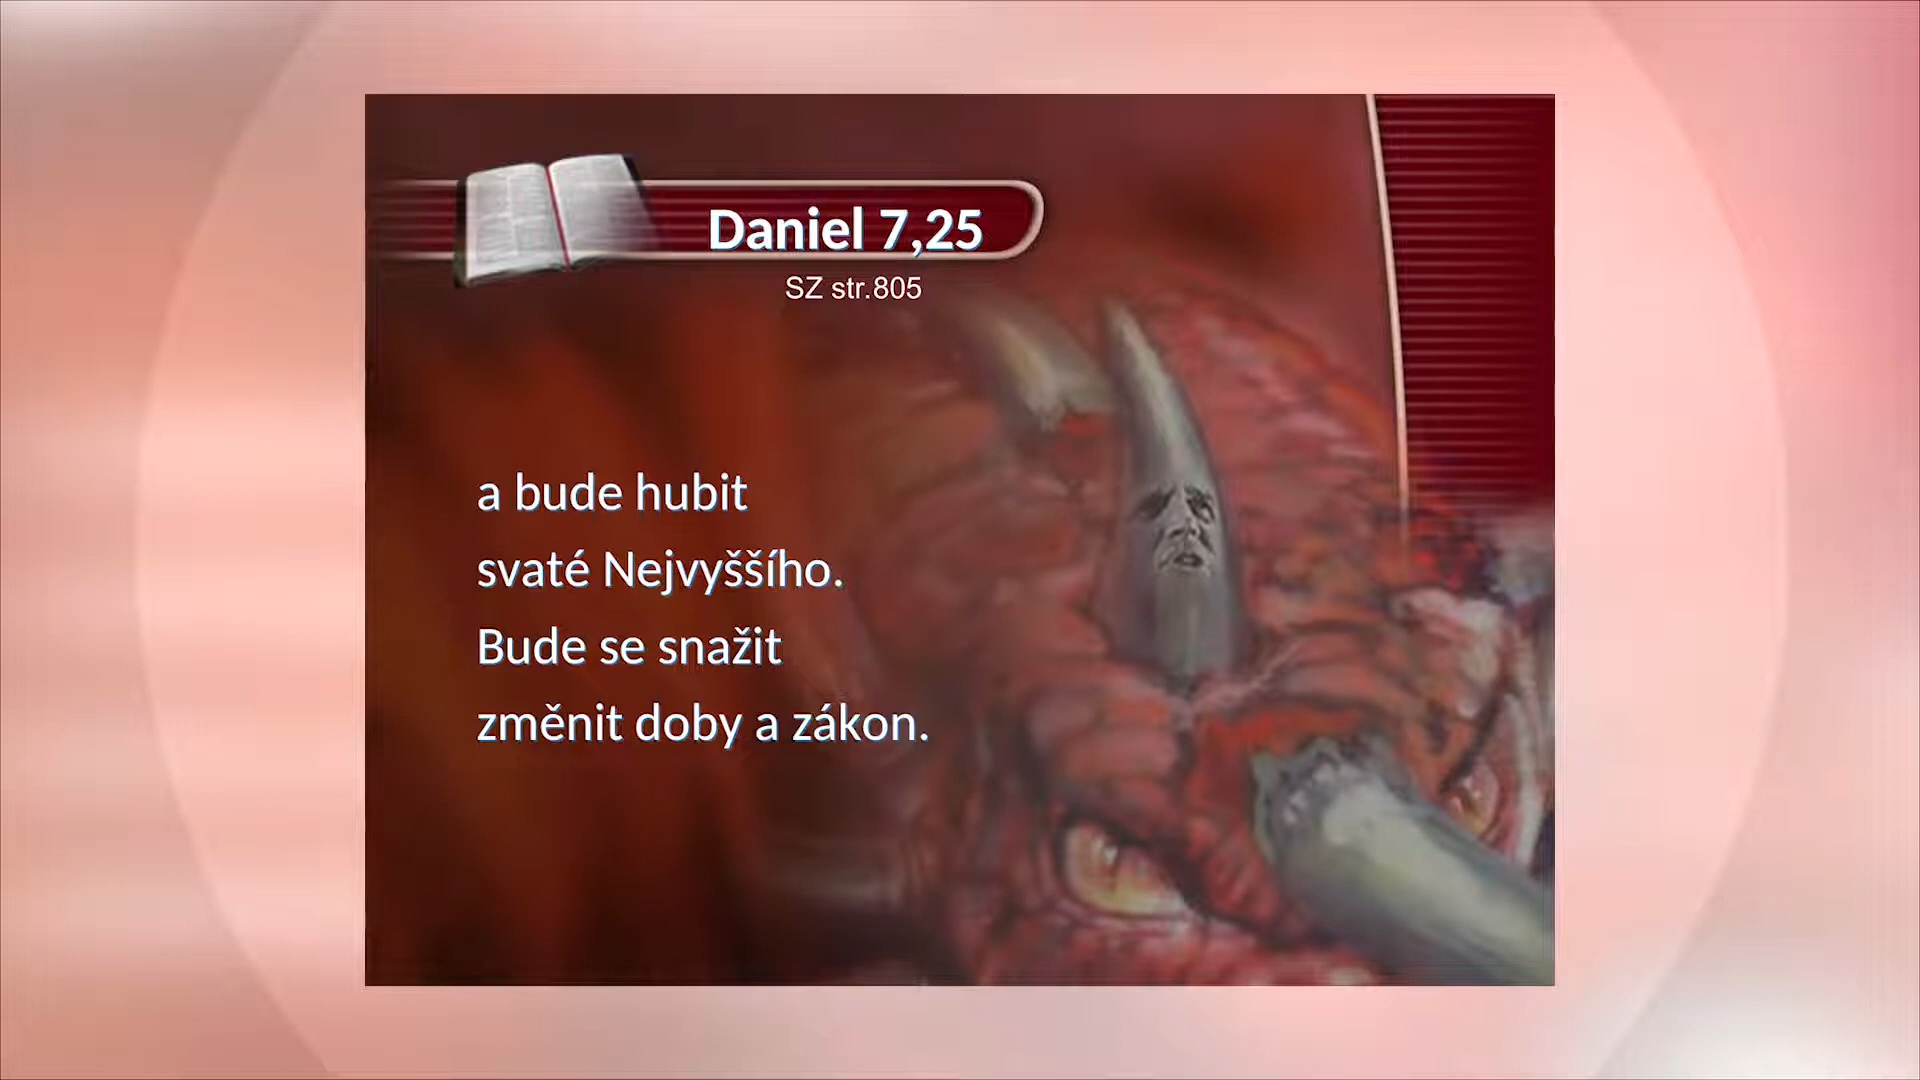 Daniel 7,25
SZ str.805
a bude hubit
svaté Nejvyššího.
Bude se snažit
změnit doby a zákon.